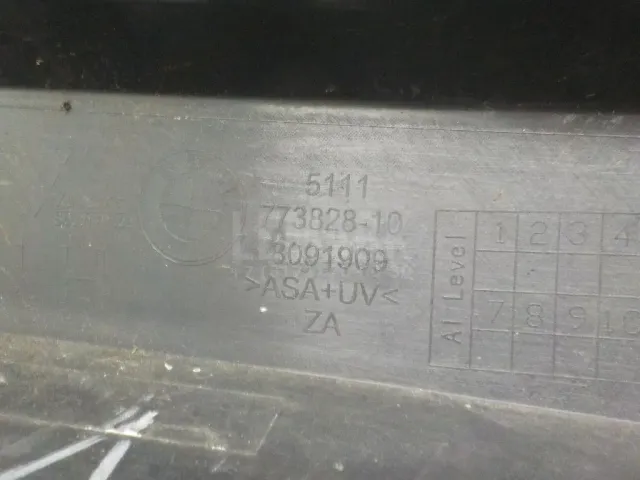 5111
773828-10
3091909
>ASA+UV<
ZA
AI Level
1 2 3 4
7 8 9 10